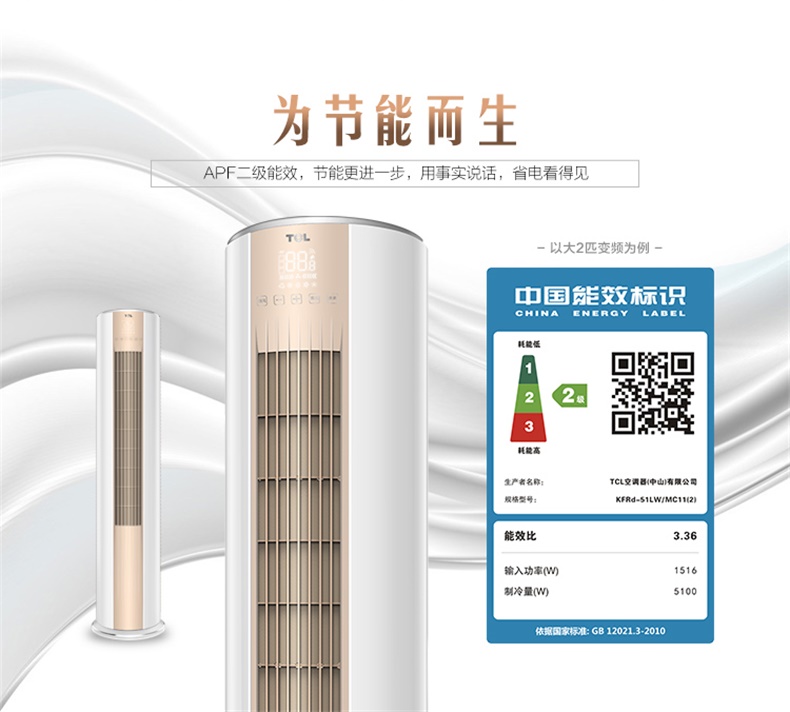 为节能而生
APF二级能效，节能更进一步，用事实说话，省电看得见
TCL
TCL
– 以大2匹变频为例 –
中国能效标识
CHINA ENERGY LABEL
耗能低
1
2
3
2级
耗能高
生产者名称： TCL空调器(中山)有限公司
规格型号： KFRd-51LW/MC11(2)
能效比 3.36
输入功率(W) 1516
制冷量(W) 5100
依据国家标准: GB 12021.3-2010